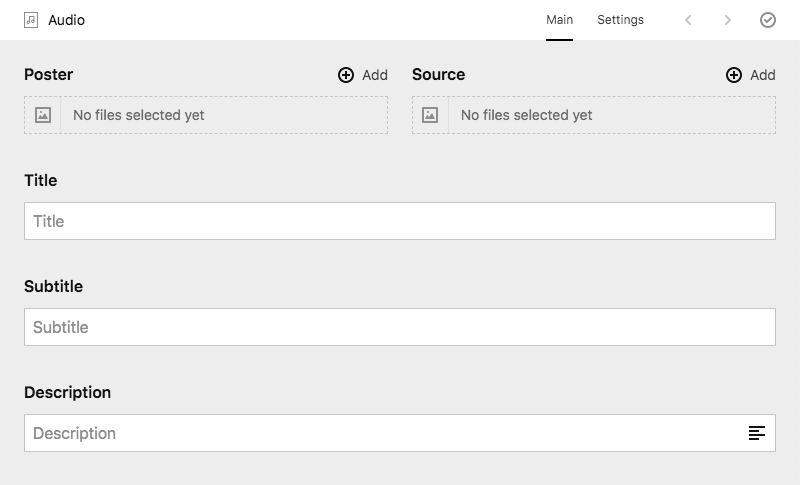 Audio Main Settings
Poster Add Source Add
No files selected yet No files selected yet
Title
Title
Subtitle
Subtitle
Description
Description